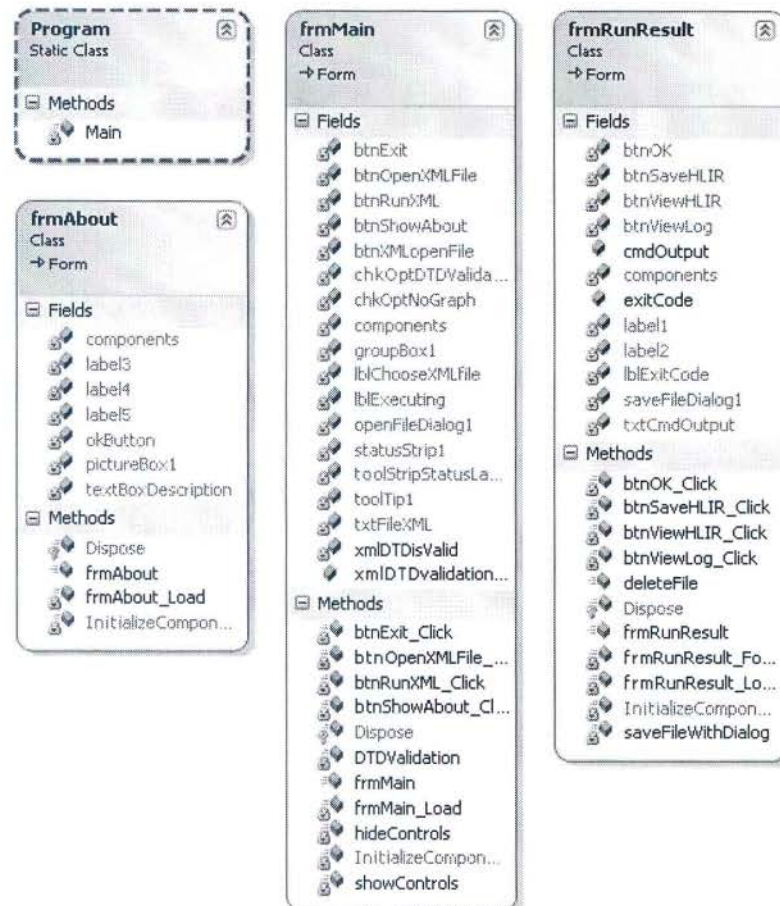 Program
Static Class
Methods
Main
frmAbout
Class
Form
Fields
components
label3
label4
label5
okButton
pictureBox1
textBoxDescription
Methods
Dispose
frmAbout
frmAbout_Load
InitializeCompon...
frmMain
Class
Form
Fields
btnExit
btnOpenXMLFile
btnRunXML
btnShowAbout
btnXMLopenFile
chkOptDTDValida...
chkOptNoGraph
components
groupBox1
lblChooseXMLfile
lblExecuting
openFileDialog1
statusStrip1
toolStripStatusLa...
toolTip1
txtFileXML
xmlDTDisValid
xmlDTDvalidation...
Methods
btnExit_Click
btnOpenXMLFile_...
btnRunXML_Click
btnShowAbout_Cl...
Dispose
DTDValidation
frmMain
frmMain_Load
hideControls
InitializeCompon...
showControls
frmRunResult
Class
Form
Fields
btnOK
btnSaveHLIR
btnViewHLIR
btnViewLog
cmdOutput
components
exitCode
label1
label2
lblExitCode
saveFileDialog1
txtCmdOutput
Methods
btnOK_Click
btnSaveHLIR_Click
btnViewHLIR_Click
btnViewLog_Click
deleteFile
Dispose
frmRunResult
frmRunResult_Fo...
frmRunResult_Lo...
InitializeCompon...
saveFileWithDialog